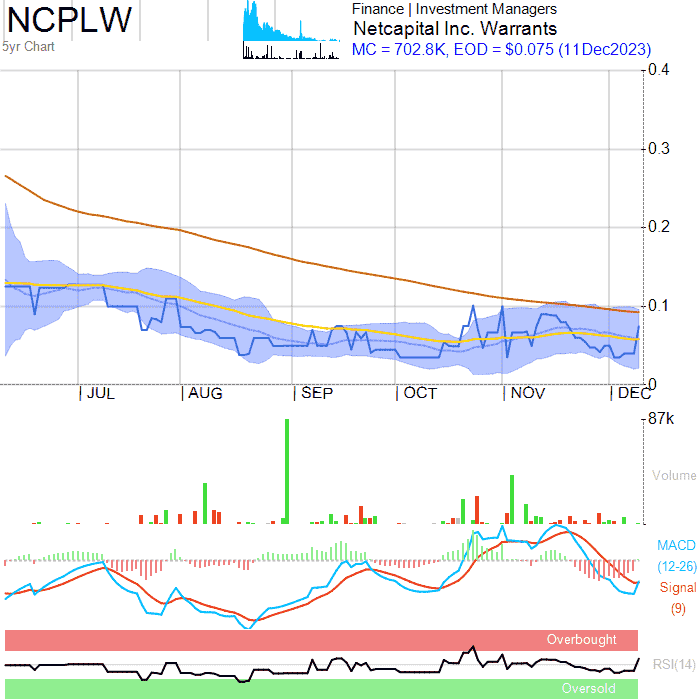 NCPLW
5yr Chart
Finance | Investment Managers
Netcapital Inc. Warrants
MC = 702.8K, EOD = $0.075 (11Dec2023)
0.4
0.3
0.2
0.1
0
| JUL | AUG | SEP | OCT | NOV | DEC
87k
Volume
MACD
(12-26)
Signal
(9)
Overbought
RSI(14)
Oversold